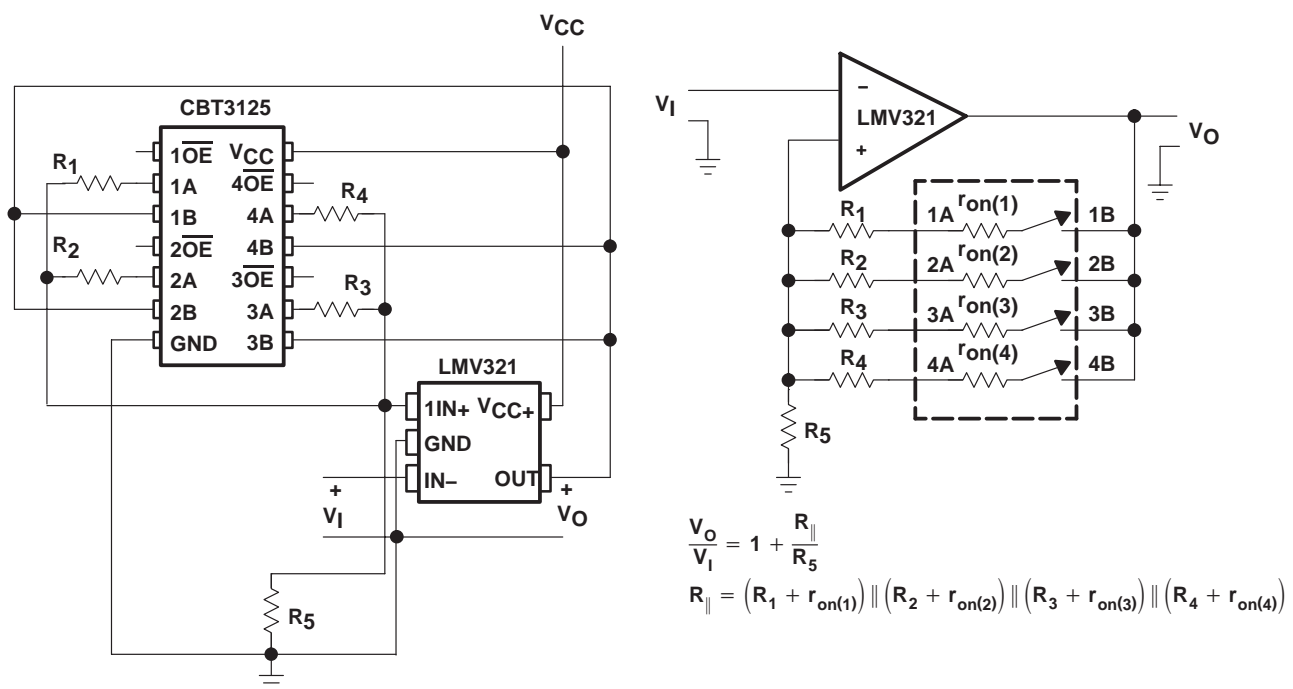 VCC
CBT3125
1OE VCC
R1 1A 4OE
1B 4A R4
R2 2OE 4B
2A 3OE
2B 3A R3
GND 3B
LMV321
1IN+ VCC+
GND
IN– OUT
+ +
VI VO
R5
VI – LMV321 VO
+
R1 1A ron(1) 1B
R2 2A ron(2) 2B
R3 3A ron(3) 3B
R4 4A ron(4) 4B
R5
VO/VI = 1 + R∥/R5
R∥ = (R1 + ron(1)) ∥ (R2 + ron(2)) ∥ (R3 + ron(3)) ∥ (R4 + ron(4))